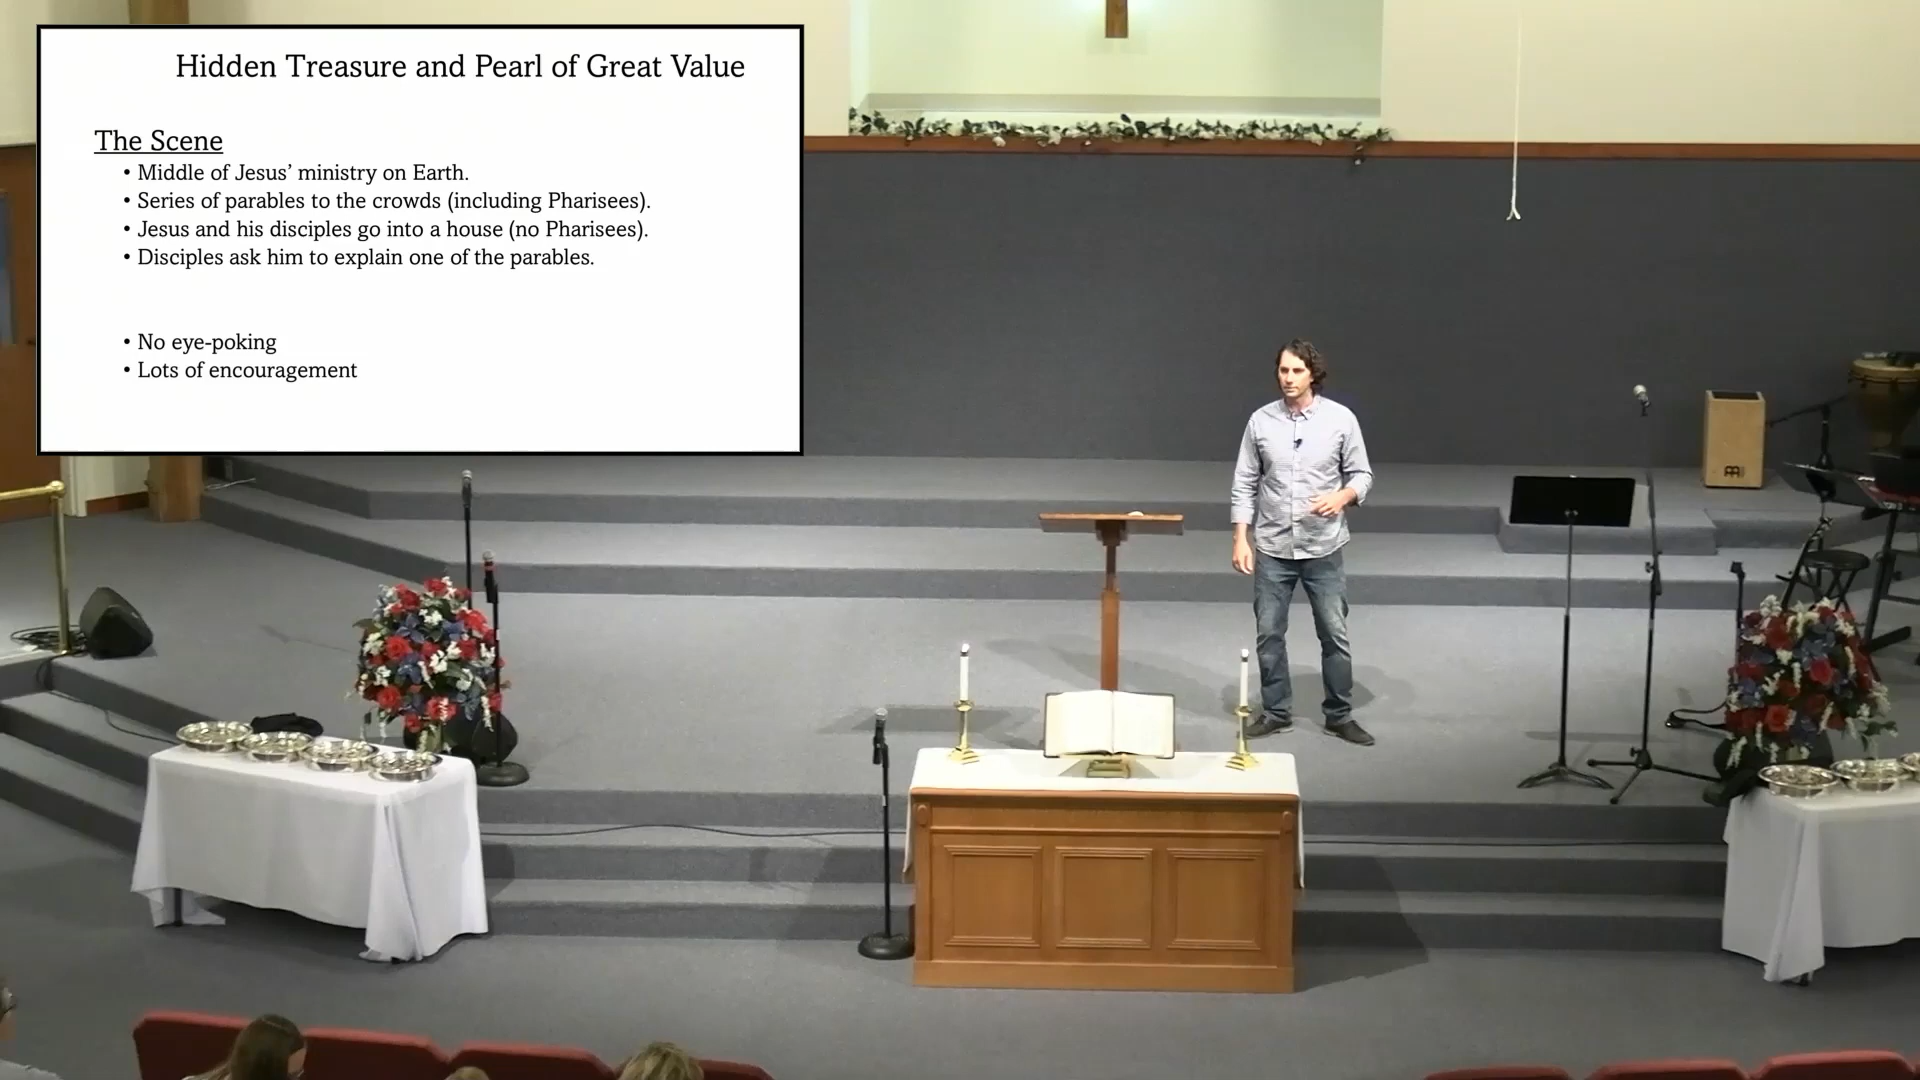 Hidden Treasure and Pearl of Great Value
The Scene
• Middle of Jesus’ ministry on Earth.
• Series of parables to the crowds (including Pharisees).
• Jesus and his disciples go into a house (no Pharisees).
• Disciples ask him to explain one of the parables.
• No eye-poking
• Lots of encouragement